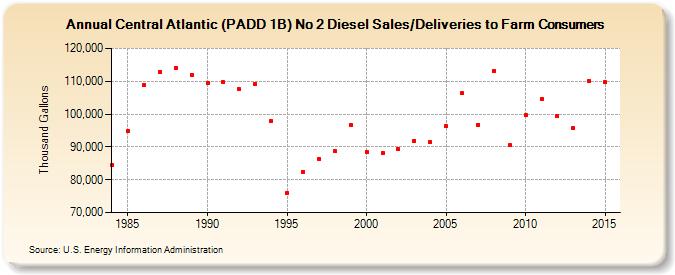 Annual Central Atlantic (PADD 1B) No 2 Diesel Sales/Deliveries to Farm Consumers
Thousand Gallons
120,000
110,000
100,000
90,000
80,000
70,000
1985 1990 1995 2000 2005 2010 2015
Source: U.S. Energy Information Administration